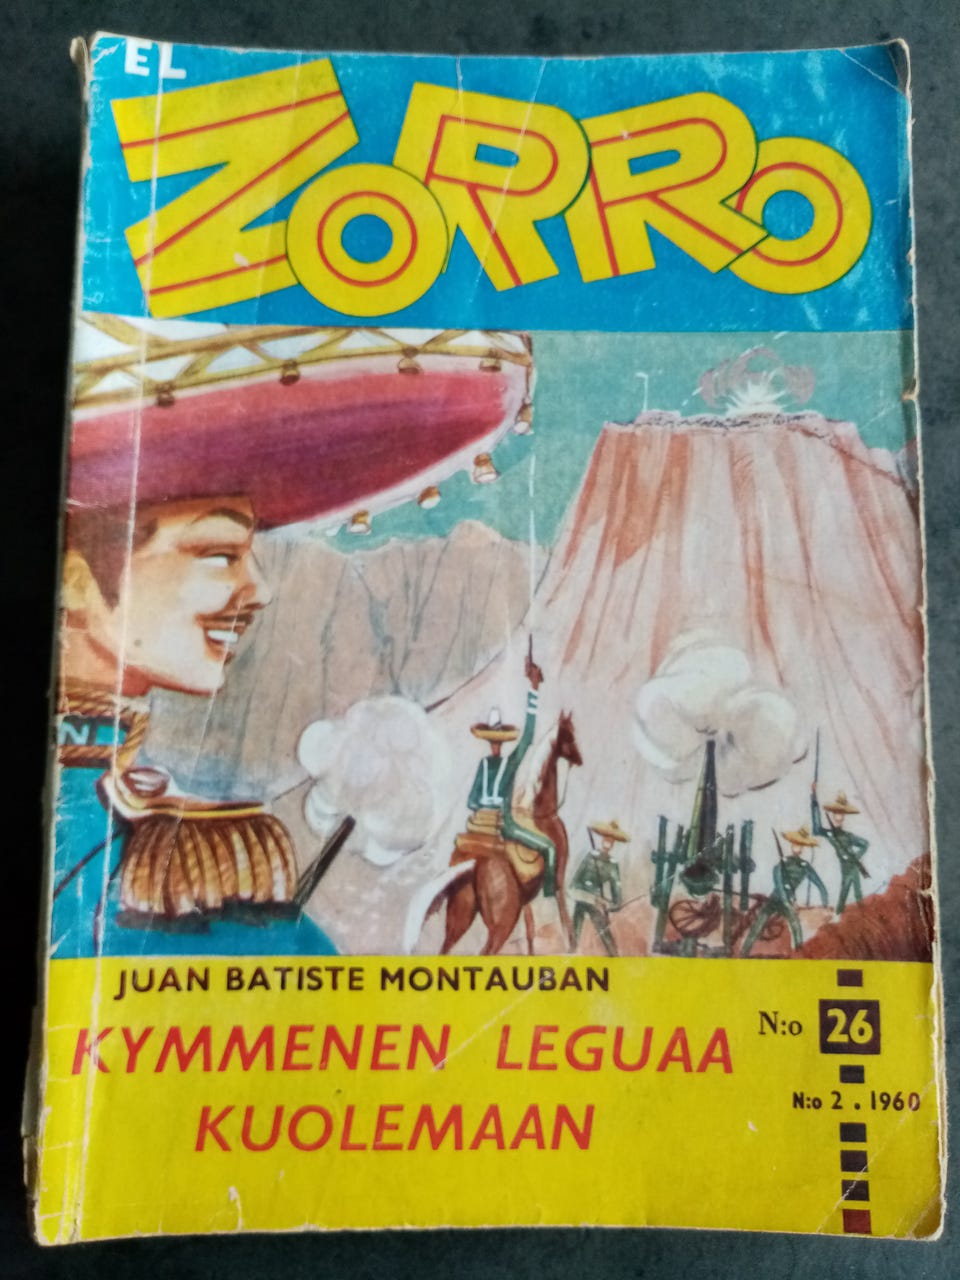 EL
ZORRO
N
JUAN BATISTE MONTAUBAN
KYMMENEN LEGUAA
KUOLEMAAN
N:o 26
N:o 2 . 1960